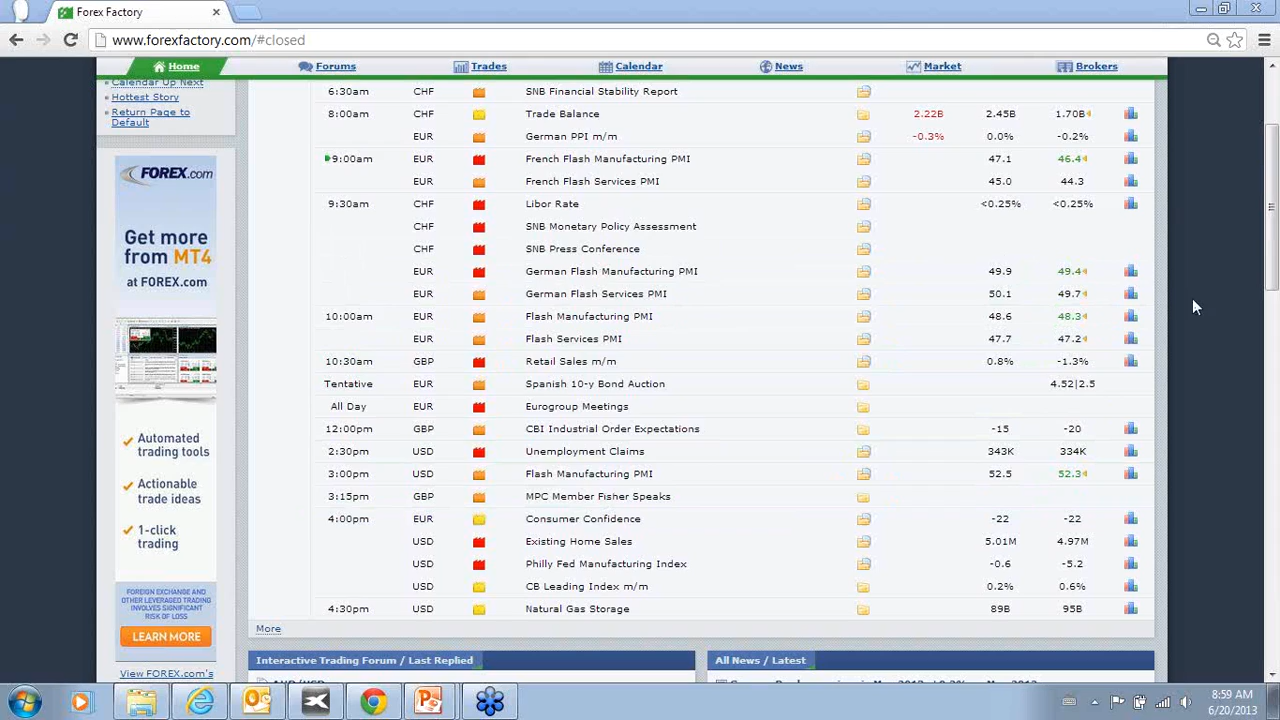 Forex Factory
www.forexfactory.com/#closed
Home Forums Trades Calendar News Market Brokers
Calendar Up Next
Hottest Story
Return Page to
Default
FOREX.com
Get more
from MT4
at FOREX.com
Automated
trading tools
Actionable
trade ideas
1-click
trading
FOREIGN EXCHANGE AND
OTHER LEVERAGED TRADING
INVOLVES SIGNIFICANT
RISK OF LOSS
LEARN MORE
View FOREX.com's
6:30am CHF SNB Financial Stability Report
8:00am CHF Trade Balance 2.22B 2.45B 1.70B
EUR German PPI m/m -0.3% 0.0% -0.2%
9:00am EUR French Flash Manufacturing PMI 47.1 46.4
EUR French Flash Services PMI 45.0 44.3
9:30am CHF Libor Rate <0.25% <0.25%
CHF SNB Monetary Policy Assessment
CHF SNB Press Conference
EUR German Flash Manufacturing PMI 49.9 49.4
EUR German Flash Services PMI 50.1 49.7
10:00am EUR Flash Manufacturing PMI 48.6 48.3
EUR Flash Services PMI 47.7 47.2
10:30am GBP Retail Sales m/m 0.8% -1.3%
Tentative EUR Spanish 10-y Bond Auction 4.52|2.5
All Day EUR Eurogroup Meetings
12:00pm GBP CBI Industrial Order Expectations -15 -20
2:30pm USD Unemployment Claims 343K 334K
3:00pm USD Flash Manufacturing PMI 52.5 52.3
3:15pm GBP MPC Member Fisher Speaks
4:00pm EUR Consumer Confidence -22 -22
USD Existing Home Sales 5.01M 4.97M
USD Philly Fed Manufacturing Index -0.6 -5.2
USD CB Leading Index m/m 0.2% 0.6%
4:30pm USD Natural Gas Storage 89B 95B
More
Interactive Trading Forum / Last Replied
All News / Latest
8:59 AM
6/20/2013